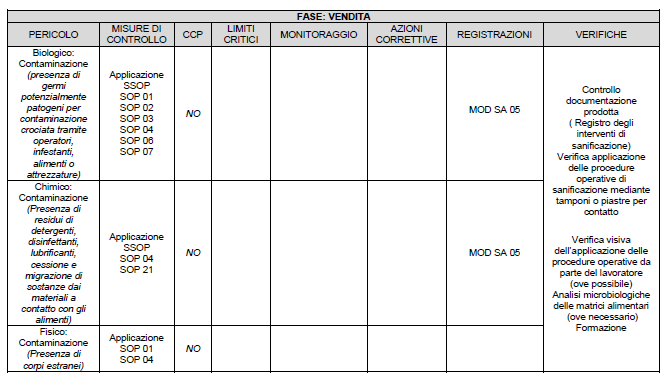 FASE: VENDITA
PERICOLO
MISURE DI
CONTROLLO
CCP
LIMITI
CRITICI
MONITORAGGIO
AZIONI
CORRETTIVE
REGISTRAZIONI
VERIFICHE
Biologico:
Contaminazione
(presenza di
germi
potenzialmente
patogeni per
contaminazione
crociata tramite
operatori,
infestanti,
alimenti o
attrezzature)
Applicazione
SSOP
SOP 01
SOP 02
SOP 03
SOP 04
SOP 06
SOP 07
NO
MOD SA 05
Chimico:
Contaminazione
(Presenza di
residui di
detergenti,
disinfettanti,
lubrificanti,
cessione e
migrazione di
sostanze dai
materiali a
contatto con gli
alimenti)
Applicazione
SSOP
SOP 04
SOP 21
NO
MOD SA 05
Fisico:
Contaminazione
(Presenza di
corpi estranei)
Applicazione
SOP 01
SOP 04
NO
Controllo
documentazione
prodotta
( Registro degli
interventi di
sanificazione)
Verifica applicazione
delle procedure
operative di
sanificazione mediante
tamponi o piastre per
contatto
Verifica visiva
dell'applicazione delle
procedure operative da
parte del lavoratore
(ove possibile)
Analisi microbiologiche
delle matrici alimentari
(ove necessario)
Formazione